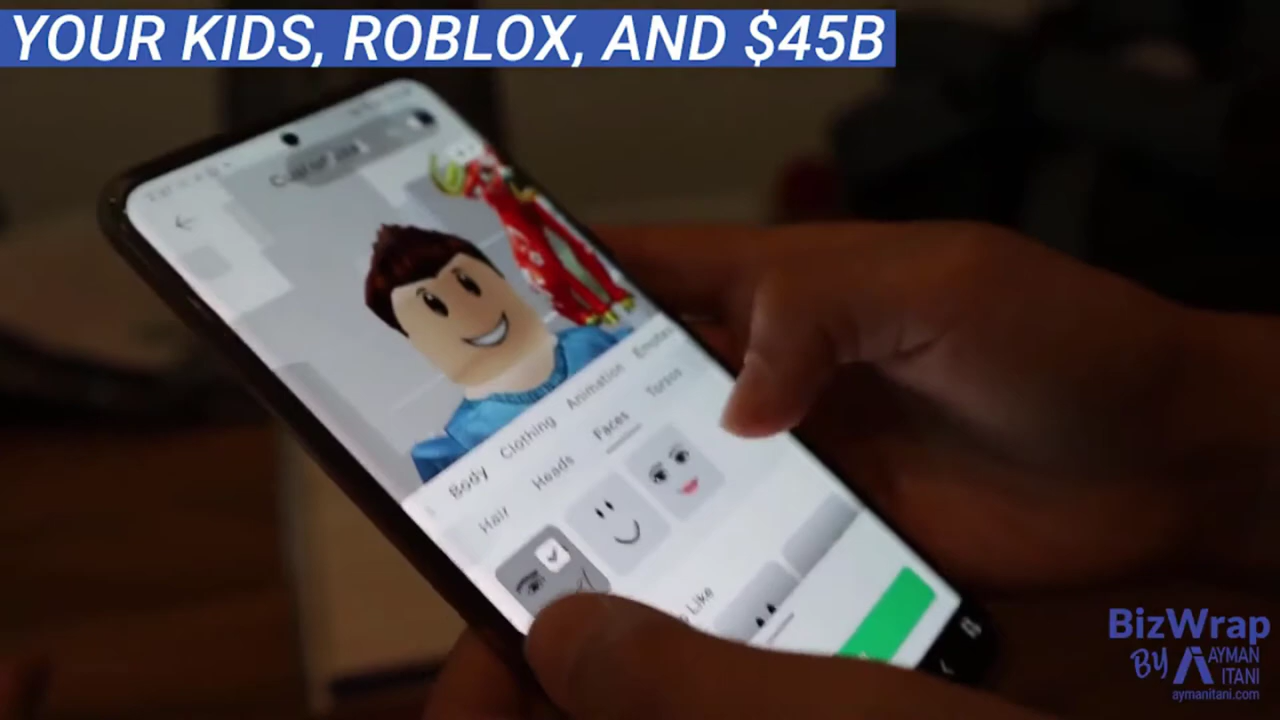 YOUR KIDS, ROBLOX, AND $45B
Emotes
Body Clothing Animation
Hair Heads Faces Torsos
Like
BizWrap
BY AYMAN
ITANI
aymanitani.com